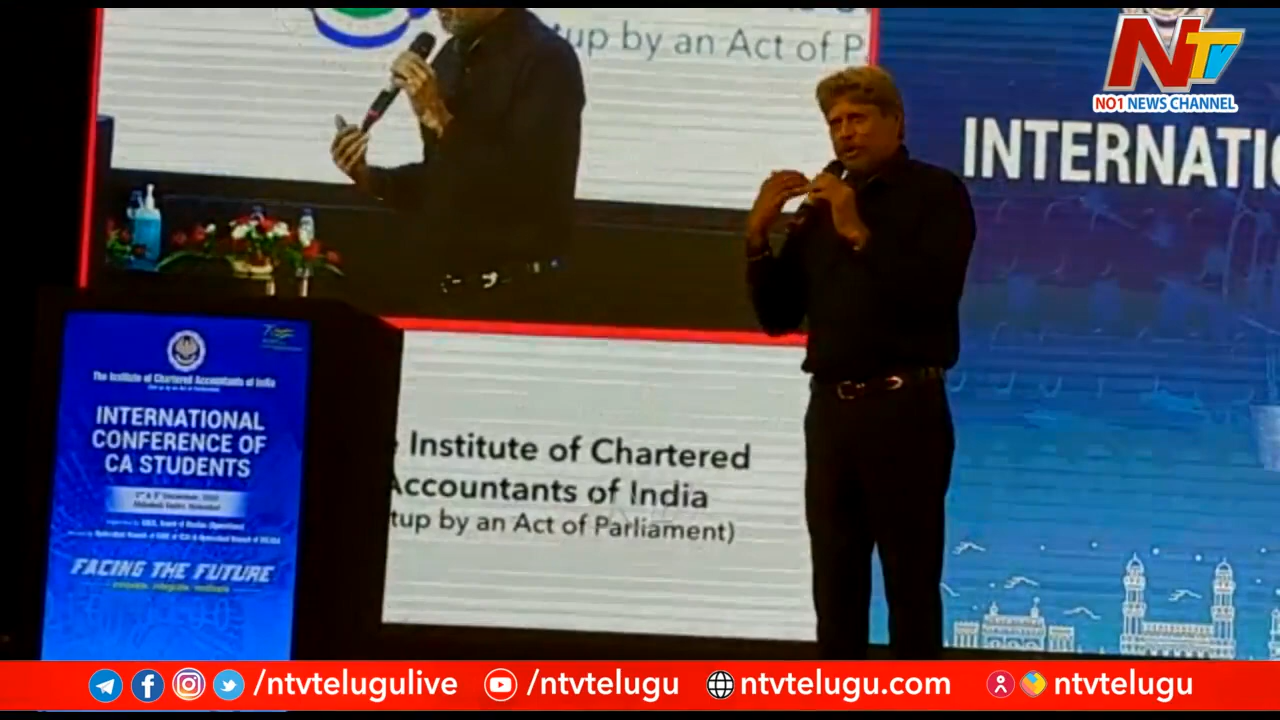 tup by an Act of P
NTV
NO1 NEWS CHANNEL
INTERNATIO
The Institute of Chartered Accountants of India
INTERNATIONAL
CONFERENCE OF
CA STUDENTS
FACING THE FUTURE
Institute of Chartered
Accountants of India
tup by an Act of Parliament)
/ntvtelugulive
/ntvtelugu
ntvtelugu.com
ntvtelugu